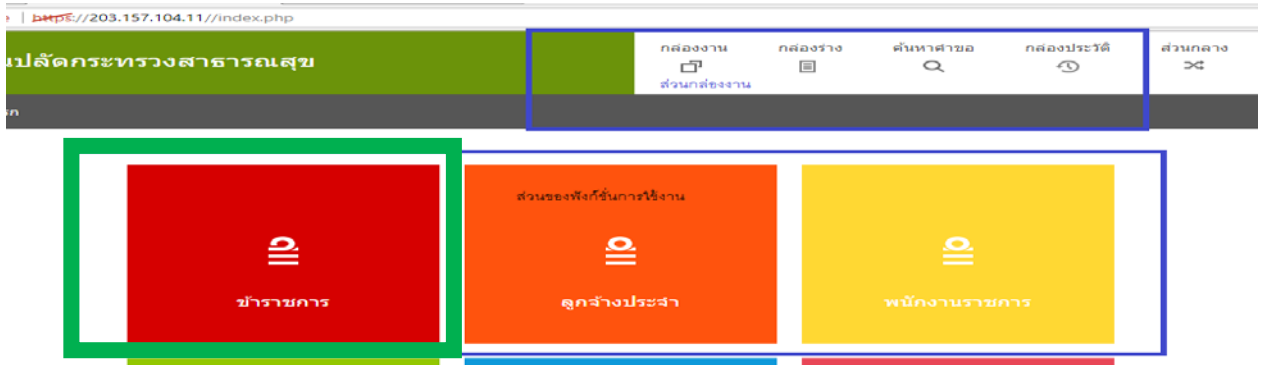 https://203.157.104.11//index.php
นปลัดกระทรวงสาธารณสุข
กล่องงาน กล่องร่าง ค้นหาคำขอ กล่องประวัติ ส่วนกลาง
ส่วนกล่องงาน
รก
ส่วนของฟังก์ชั่นการใช้งาน
ข้าราชการ ลูกจ้างประจำ พนักงานราชการ